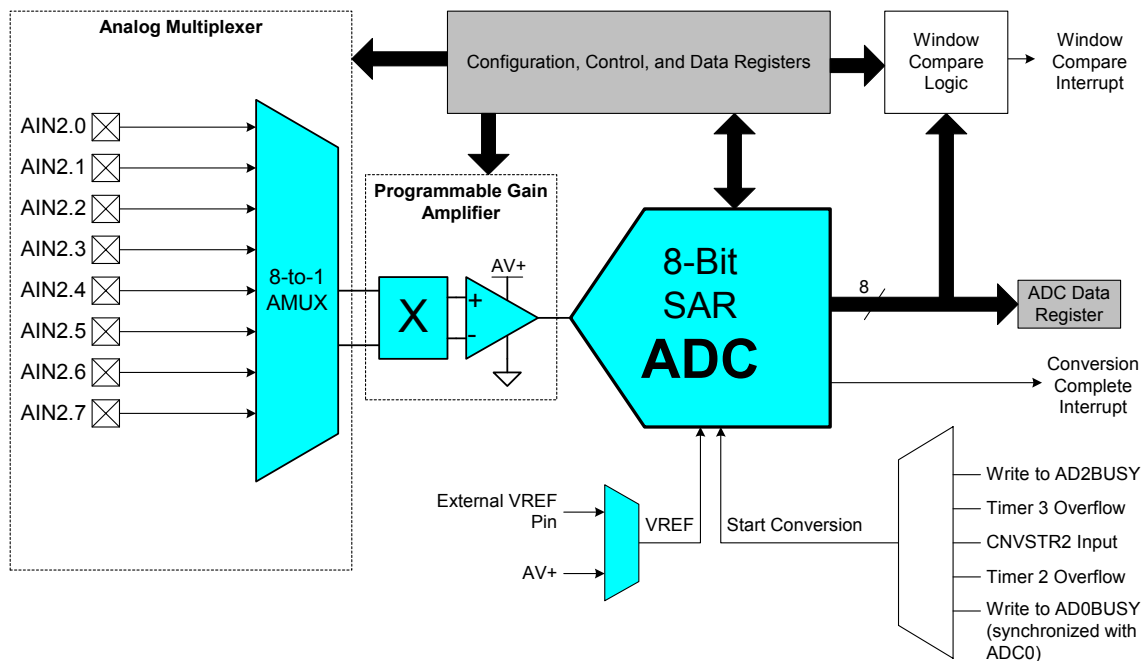 Analog Multiplexer
AIN2.0
AIN2.1
AIN2.2
AIN2.3
AIN2.4
AIN2.5
AIN2.6
AIN2.7
8-to-1
AMUX
Configuration, Control, and Data Registers
Window
Compare
Logic
Window
Compare
Interrupt
Programmable Gain
Amplifier
X
+
-
AV+
8-Bit
SAR
ADC
8
ADC Data
Register
Conversion
Complete
Interrupt
External VREF
Pin
AV+
VREF
Start Conversion
Write to AD2BUSY
Timer 3 Overflow
CNVSTR2 Input
Timer 2 Overflow
Write to AD0BUSY
(synchronized with
ADC0)